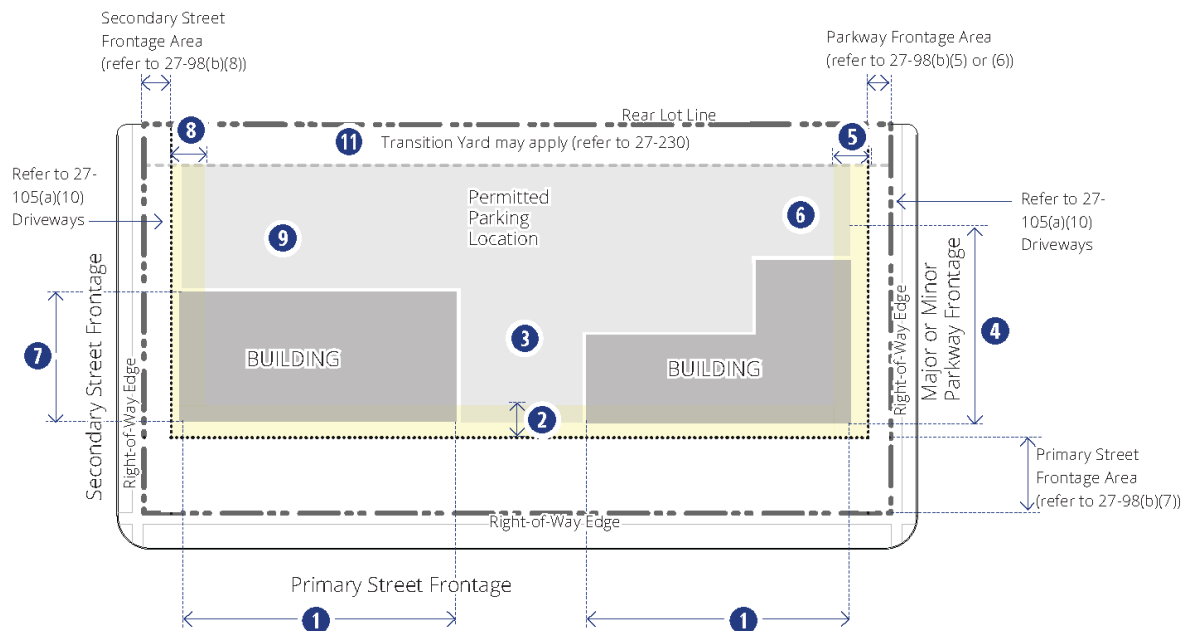 Secondary Street
Frontage Area
(refer to 27-98(b)(8))
Parkway Frontage Area
(refer to 27-98(b)(5) or (6))
Rear Lot Line
8
11
Transition Yard may apply (refer to 27-230)
5
Refer to 27-
105(a)(10)
Driveways
Permitted
Parking
Location
9
6
Refer to 27-
105(a)(10)
Driveways
Secondary Street Frontage
Right-of-Way Edge
7
BUILDING
3
BUILDING
2
4
Right-of-Way Edge
Major or Minor
Parkway Frontage
Primary Street
Frontage Area
(refer to 27-98(b)(7))
Right-of-Way Edge
Primary Street Frontage
1
1